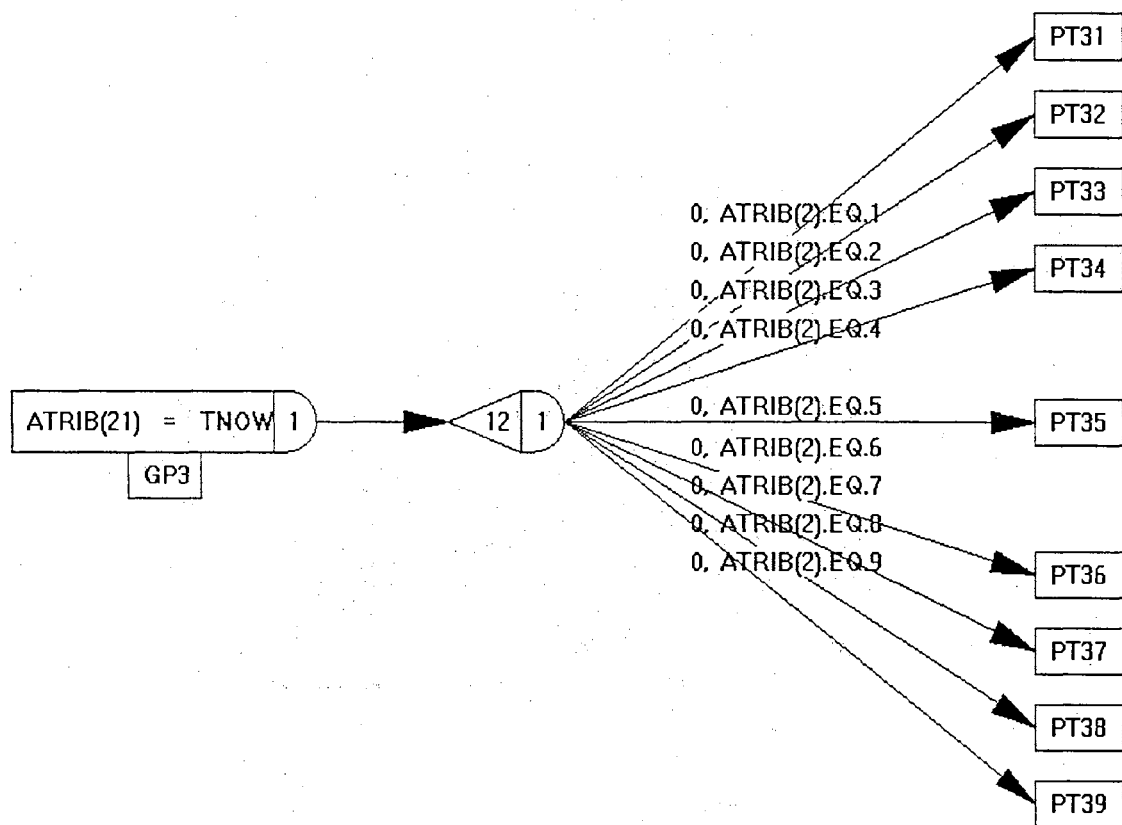 PT31
PT32
PT33
0, ATRIB(2).EQ.1
0, ATRIB(2).EQ.2
PT34
0, ATRIB(2).EQ.3
0, ATRIB(2).EQ.4
ATRIB(21) = TNOW 1
12 1
0, ATRIB(2).EQ.5
PT35
0, ATRIB(2).EQ.6
GP3
0, ATRIB(2).EQ.7
0, ATRIB(2).EQ.8
0, ATRIB(2).EQ.9
PT36
PT37
PT38
PT39